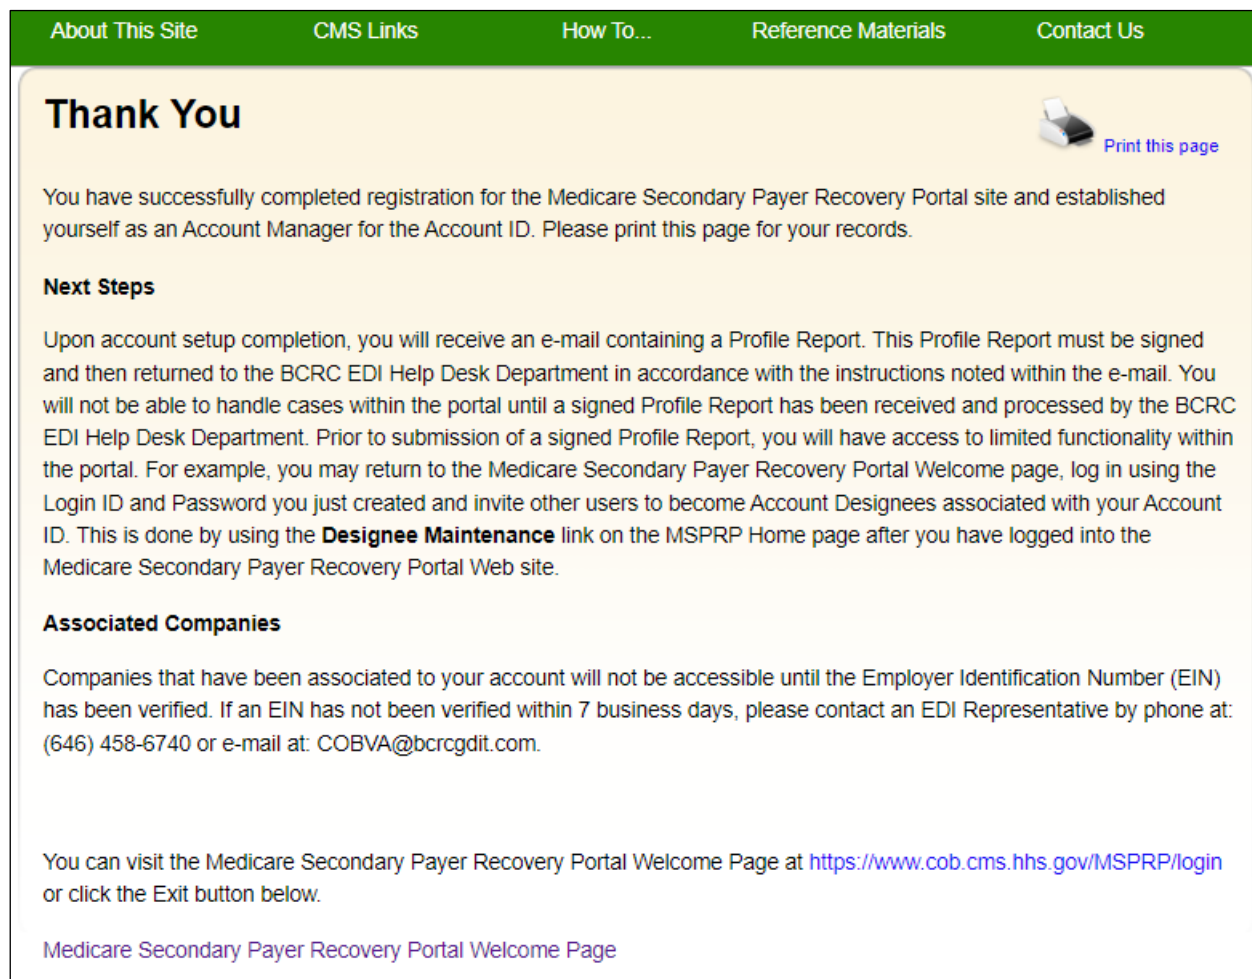 About This Site CMS Links How To... Reference Materials Contact Us
Thank You
Print this page
You have successfully completed registration for the Medicare Secondary Payer Recovery Portal site and established
yourself as an Account Manager for the Account ID. Please print this page for your records.
Next Steps
Upon account setup completion, you will receive an e-mail containing a Profile Report. This Profile Report must be signed
and then returned to the BCRC EDI Help Desk Department in accordance with the instructions noted within the e-mail. You
will not be able to handle cases within the portal until a signed Profile Report has been received and processed by the BCRC
EDI Help Desk Department. Prior to submission of a signed Profile Report, you will have access to limited functionality within
the portal. For example, you may return to the Medicare Secondary Payer Recovery Portal Welcome page, log in using the
Login ID and Password you just created and invite other users to become Account Designees associated with your Account
ID. This is done by using the Designee Maintenance link on the MSPRP Home page after you have logged into the
Medicare Secondary Payer Recovery Portal Web site.
Associated Companies
Companies that have been associated to your account will not be accessible until the Employer Identification Number (EIN)
has been verified. If an EIN has not been verified within 7 business days, please contact an EDI Representative by phone at:
(646) 458-6740 or e-mail at: COBVA@bcrcgdit.com.
You can visit the Medicare Secondary Payer Recovery Portal Welcome Page at https://www.cob.cms.hhs.gov/MSPRP/login
or click the Exit button below.
Medicare Secondary Payer Recovery Portal Welcome Page